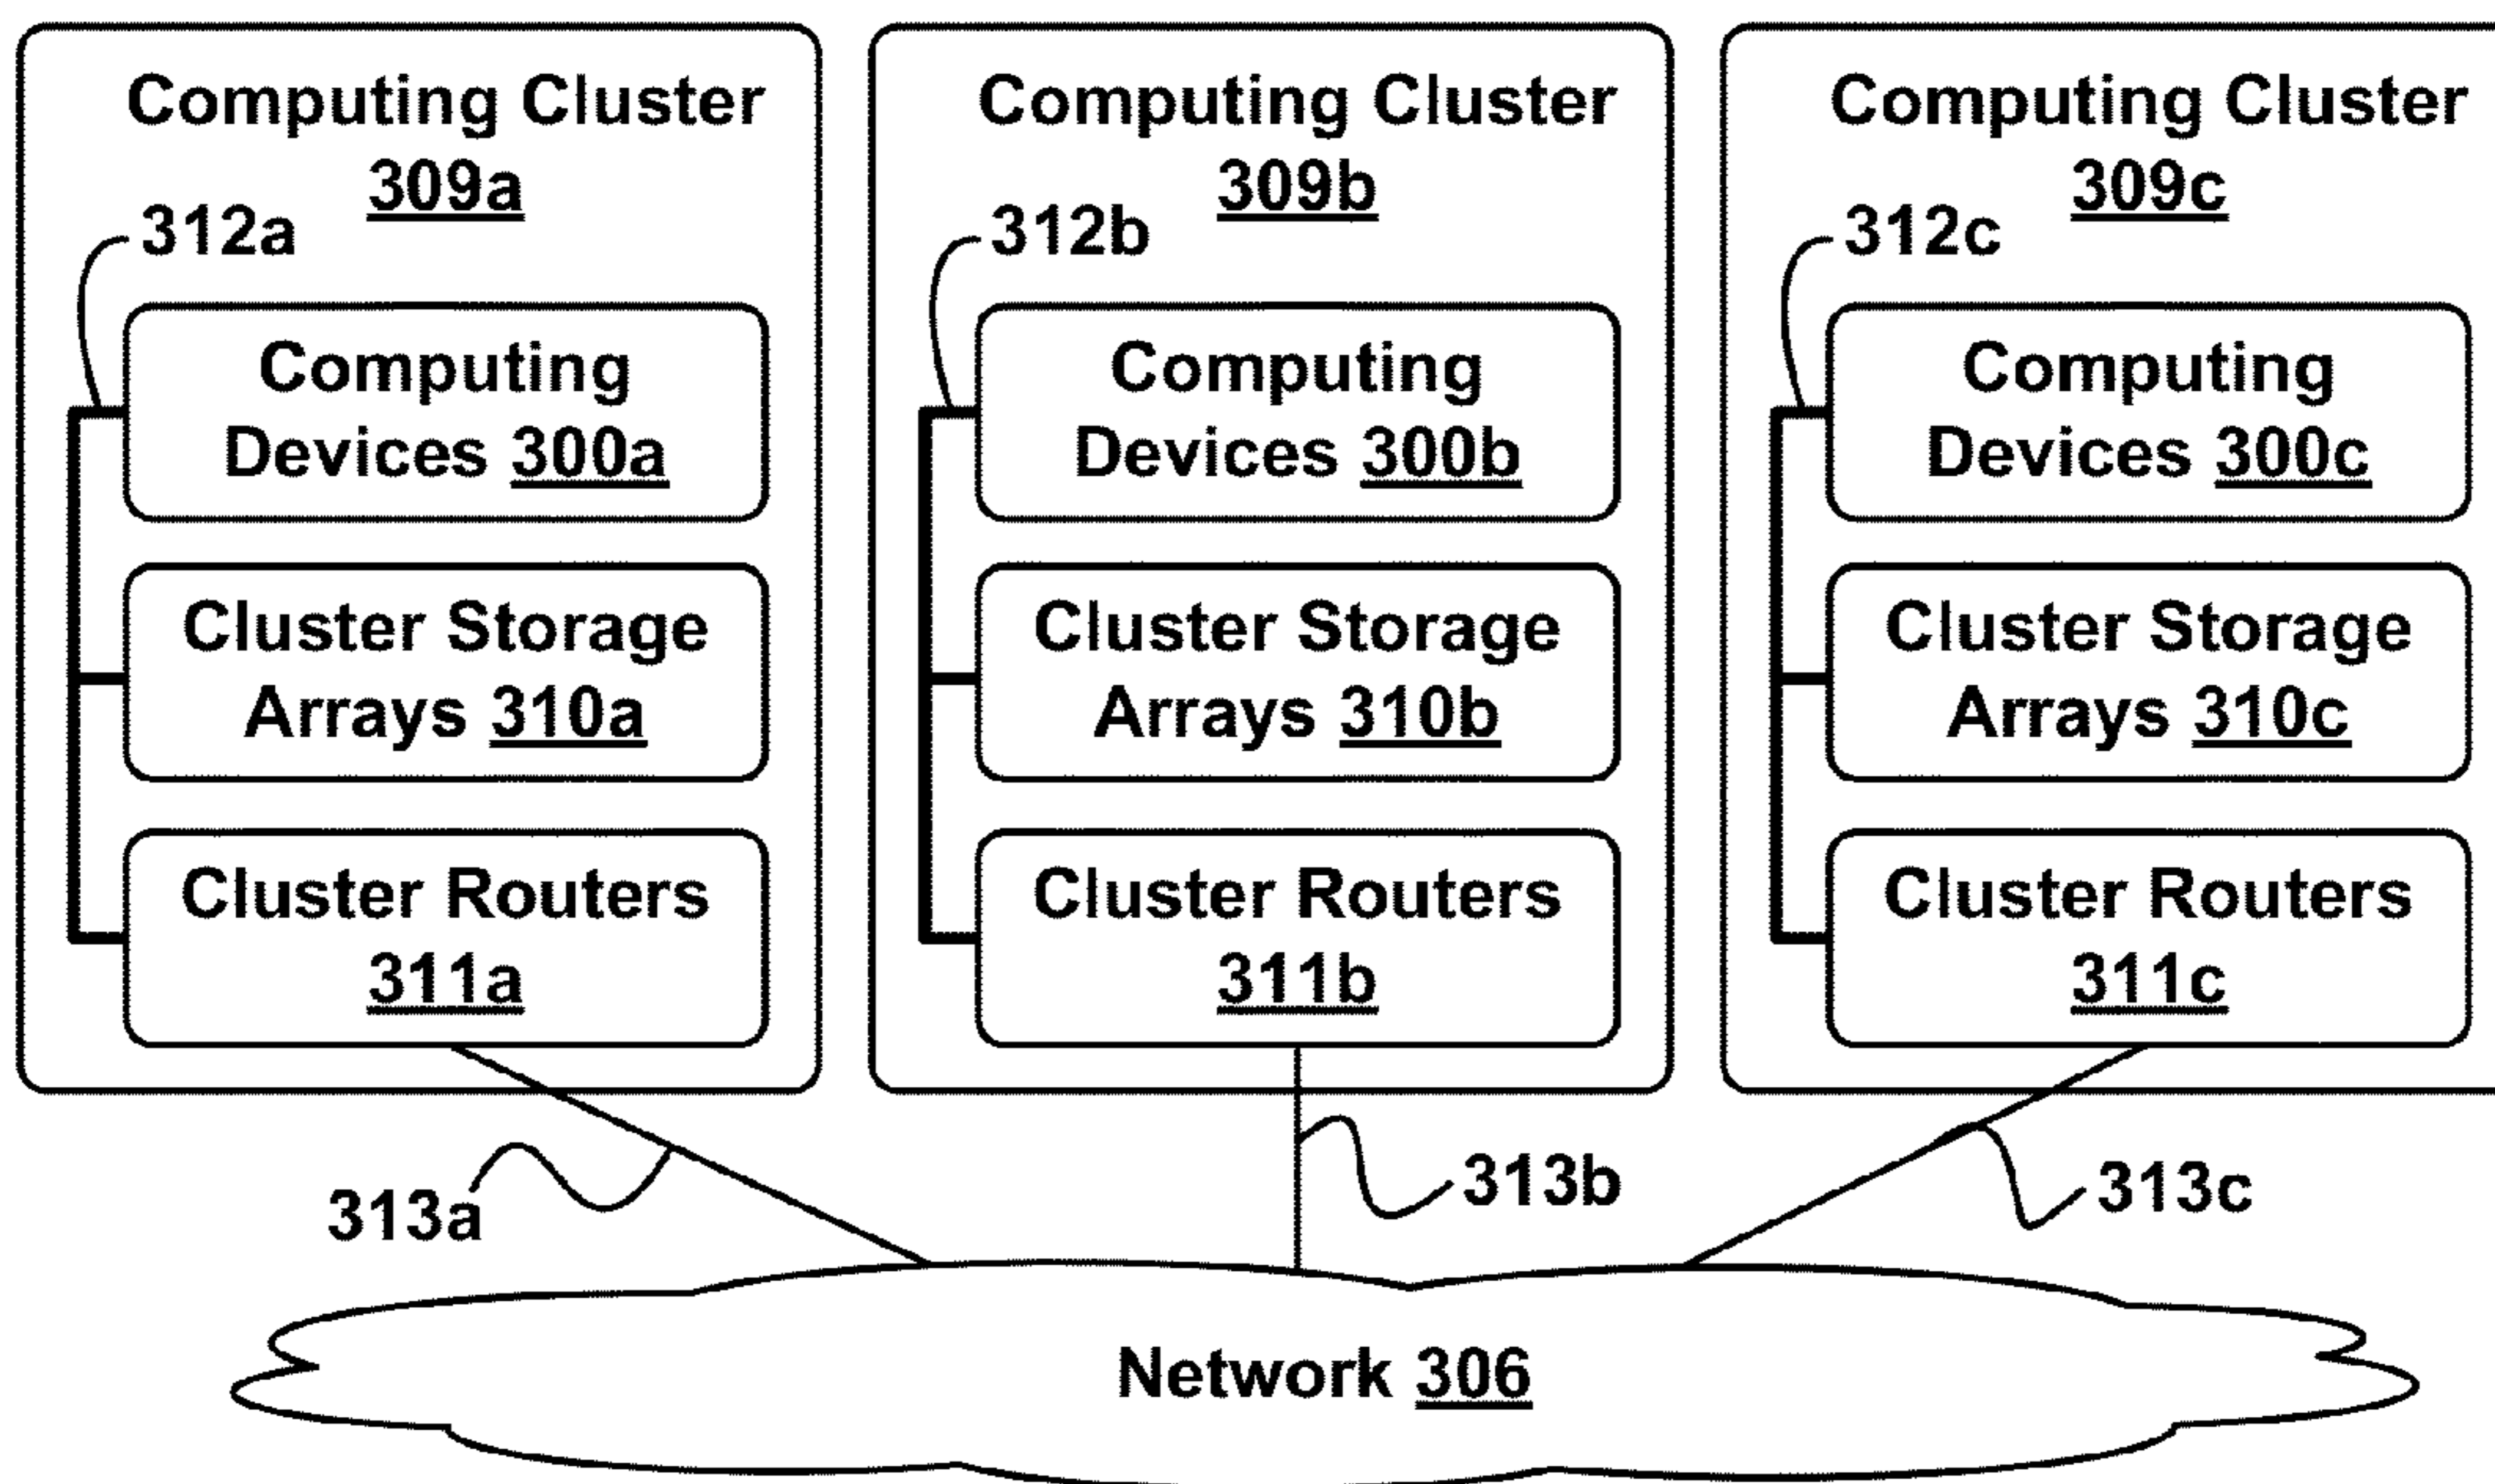 Computing Cluster
309a
312a
Computing
Devices 300a
Cluster Storage
Arrays 310a
Cluster Routers
311a
Computing Cluster
309b
312b
Computing
Devices 300b
Cluster Storage
Arrays 310b
Cluster Routers
311b
Computing Cluster
309c
312c
Computing
Devices 300c
Cluster Storage
Arrays 310c
Cluster Routers
311c
313a
313b
313c
Network 306